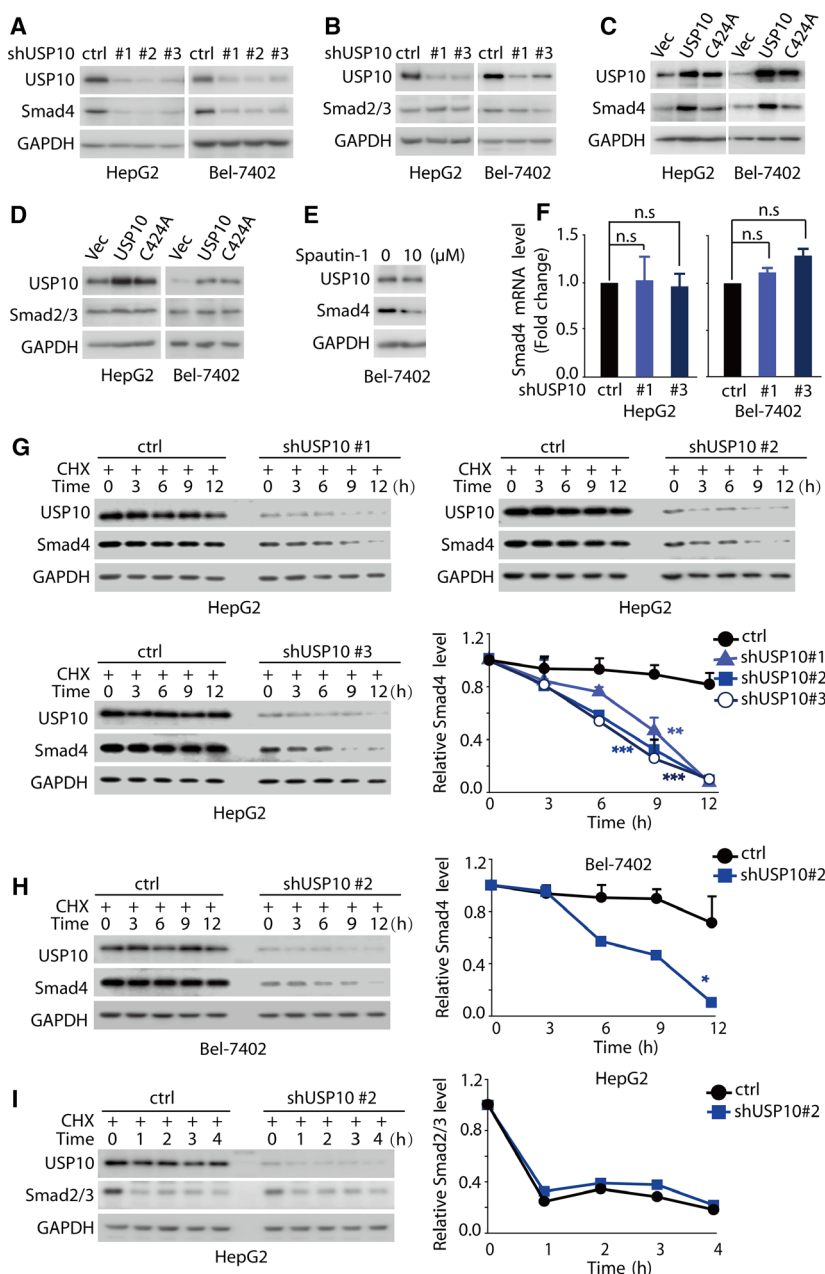 A
shUSP10 ctrl #1 #2 #3 ctrl #1 #2 #3
USP10
Smad4
GAPDH
HepG2 Bel-7402
B
shUSP10 ctrl #1 #3 ctrl #1 #3
USP10
Smad2/3
GAPDH
HepG2 Bel-7402
C
Vec USP10 C424A Vec USP10 C424A
USP10
Smad4
GAPDH
HepG2 Bel-7402
D
Vec USP10 C424A Vec USP10 C424A
USP10
Smad2/3
GAPDH
HepG2 Bel-7402
E
Spautin-1 0 10 (μM)
USP10
Smad4
GAPDH
Bel-7402
F
Smad4 mRNA level
(Fold change)
1.5
1.0
0.5
0.0
n.s
n.s
n.s
n.s
shUSP10 ctrl #1 #3 ctrl #1 #3
HepG2 Bel-7402
G
ctrl shUSP10 #1
CHX + + + + + + + + + +
Time 0 3 6 9 12 0 3 6 9 12 (h)
USP10
Smad4
GAPDH
HepG2
ctrl shUSP10 #2
CHX + + + + + + + + + +
Time 0 3 6 9 12 0 3 6 9 12 (h)
USP10
Smad4
GAPDH
HepG2
ctrl shUSP10 #3
CHX + + + + + + + + + +
Time 0 3 6 9 12 0 3 6 9 12 (h)
USP10
Smad4
GAPDH
HepG2
Relative Smad4 level
1.2
0.8
0.4
0.0
0 3 6 9 12
Time (h)
ctrl
shUSP10#1
shUSP10#2
shUSP10#3
**
***
***
H
ctrl shUSP10 #2
CHX + + + + + + + + + +
Time 0 3 6 9 12 0 3 6 9 12 (h)
USP10
Smad4
GAPDH
Bel-7402
Bel-7402
Relative Smad4 level
1.2
0.8
0.4
0.0
0 3 6 9 12
Time (h)
ctrl
shUSP10#2
*
I
ctrl shUSP10 #2
CHX + + + + + + + + + +
Time 0 1 2 3 4 0 1 2 3 4 (h)
USP10
Smad2/3
GAPDH
HepG2
HepG2
Relative Smad2/3 level
1.2
0.8
0.4
0.0
0 1 2 3 4
Time (h)
ctrl
shUSP10#2